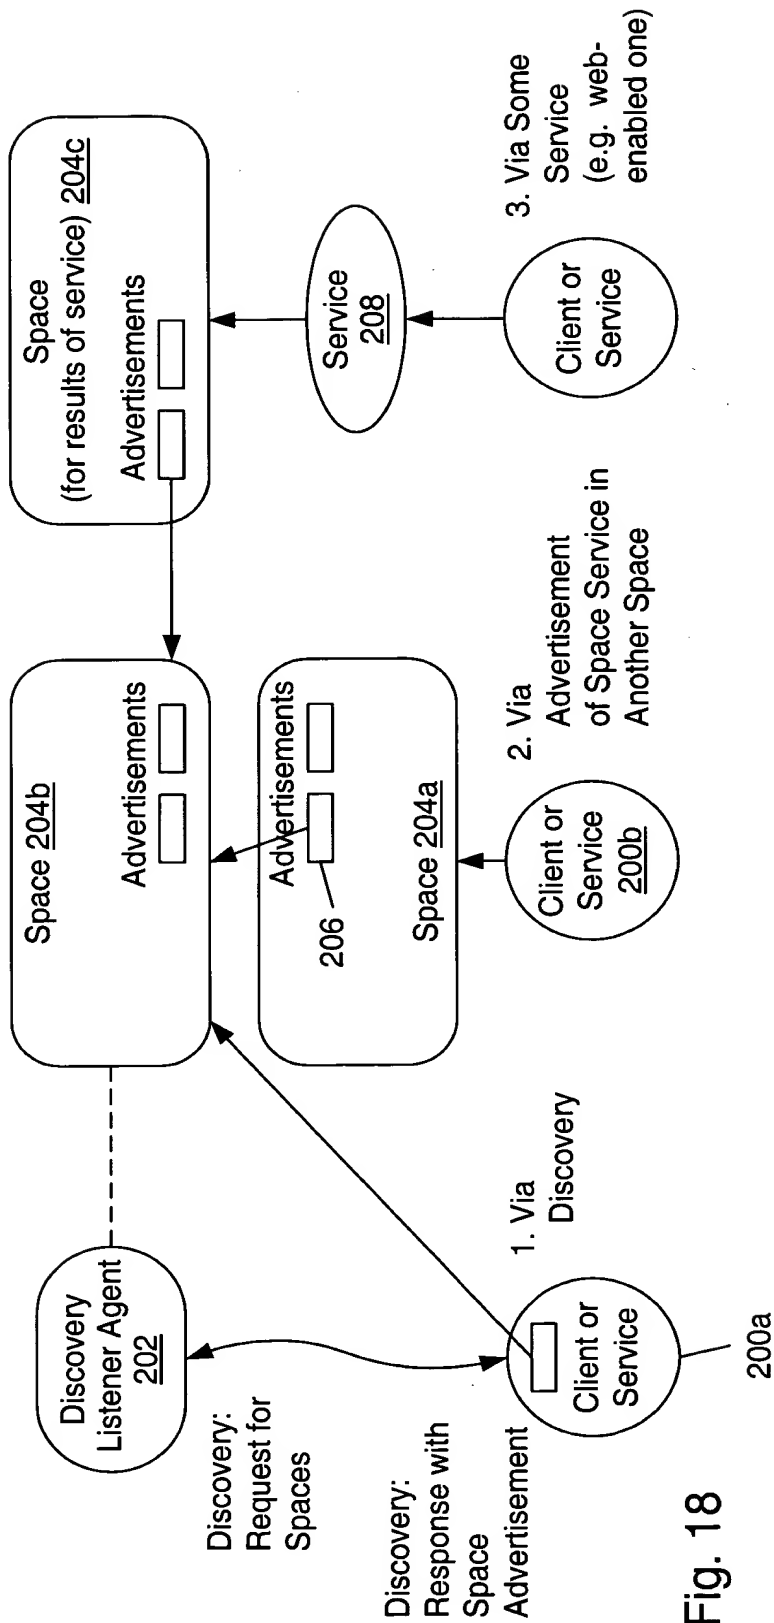 Discovery
Listener Agent
202
Discovery:
Request for
Spaces
Discovery:
Response with
Space
Advertisement
Client or
Service
200a
1. Via
Discovery
Space 204b
Advertisements
Advertisements
206
Space 204a
Client or
Service
200b
2. Via
Advertisement
of Space Service in
Another Space
Space
(for results of service) 204c
Advertisements
Service
208
Client or
Service
3. Via Some
Service
(e.g. web-
enabled one)
Fig. 18